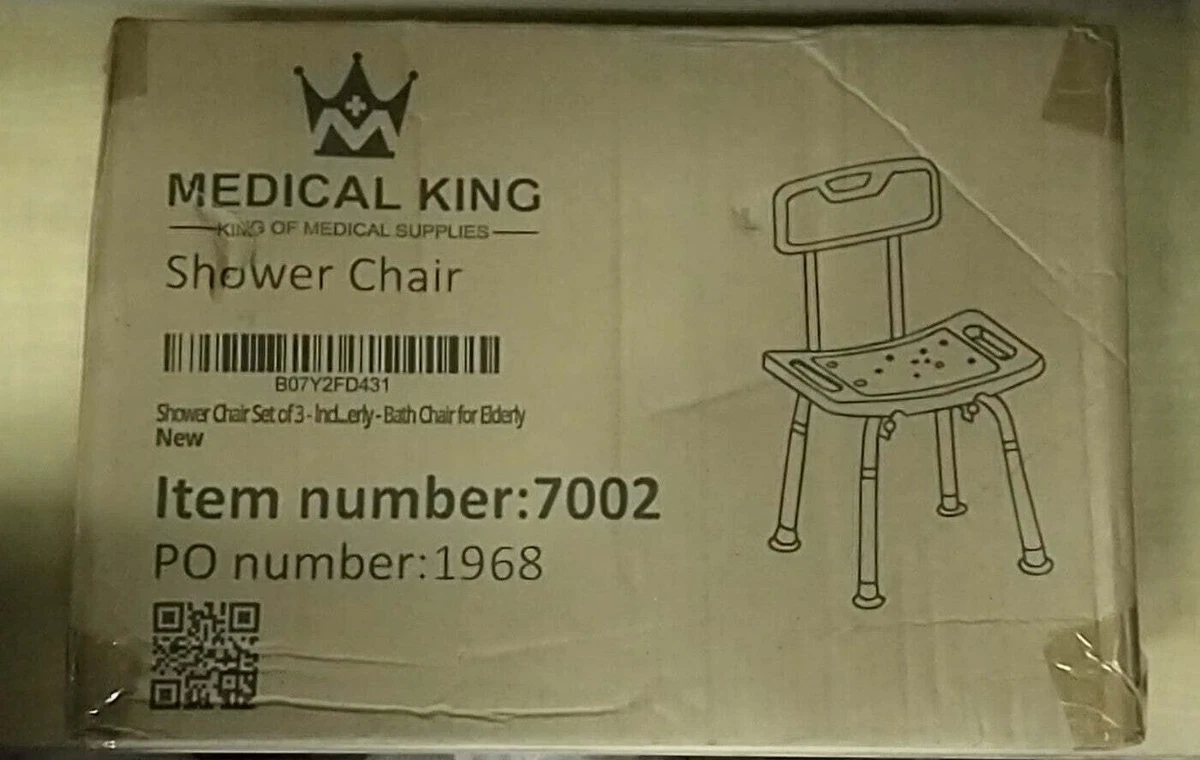 MEDICAL KING
KING OF MEDICAL SUPPLIES
Shower Chair
B07Y2FD431
Shower Chair Set of 3 - Incl...erly - Bath Chair for Elderly
New
Item number:7002
PO number:1968